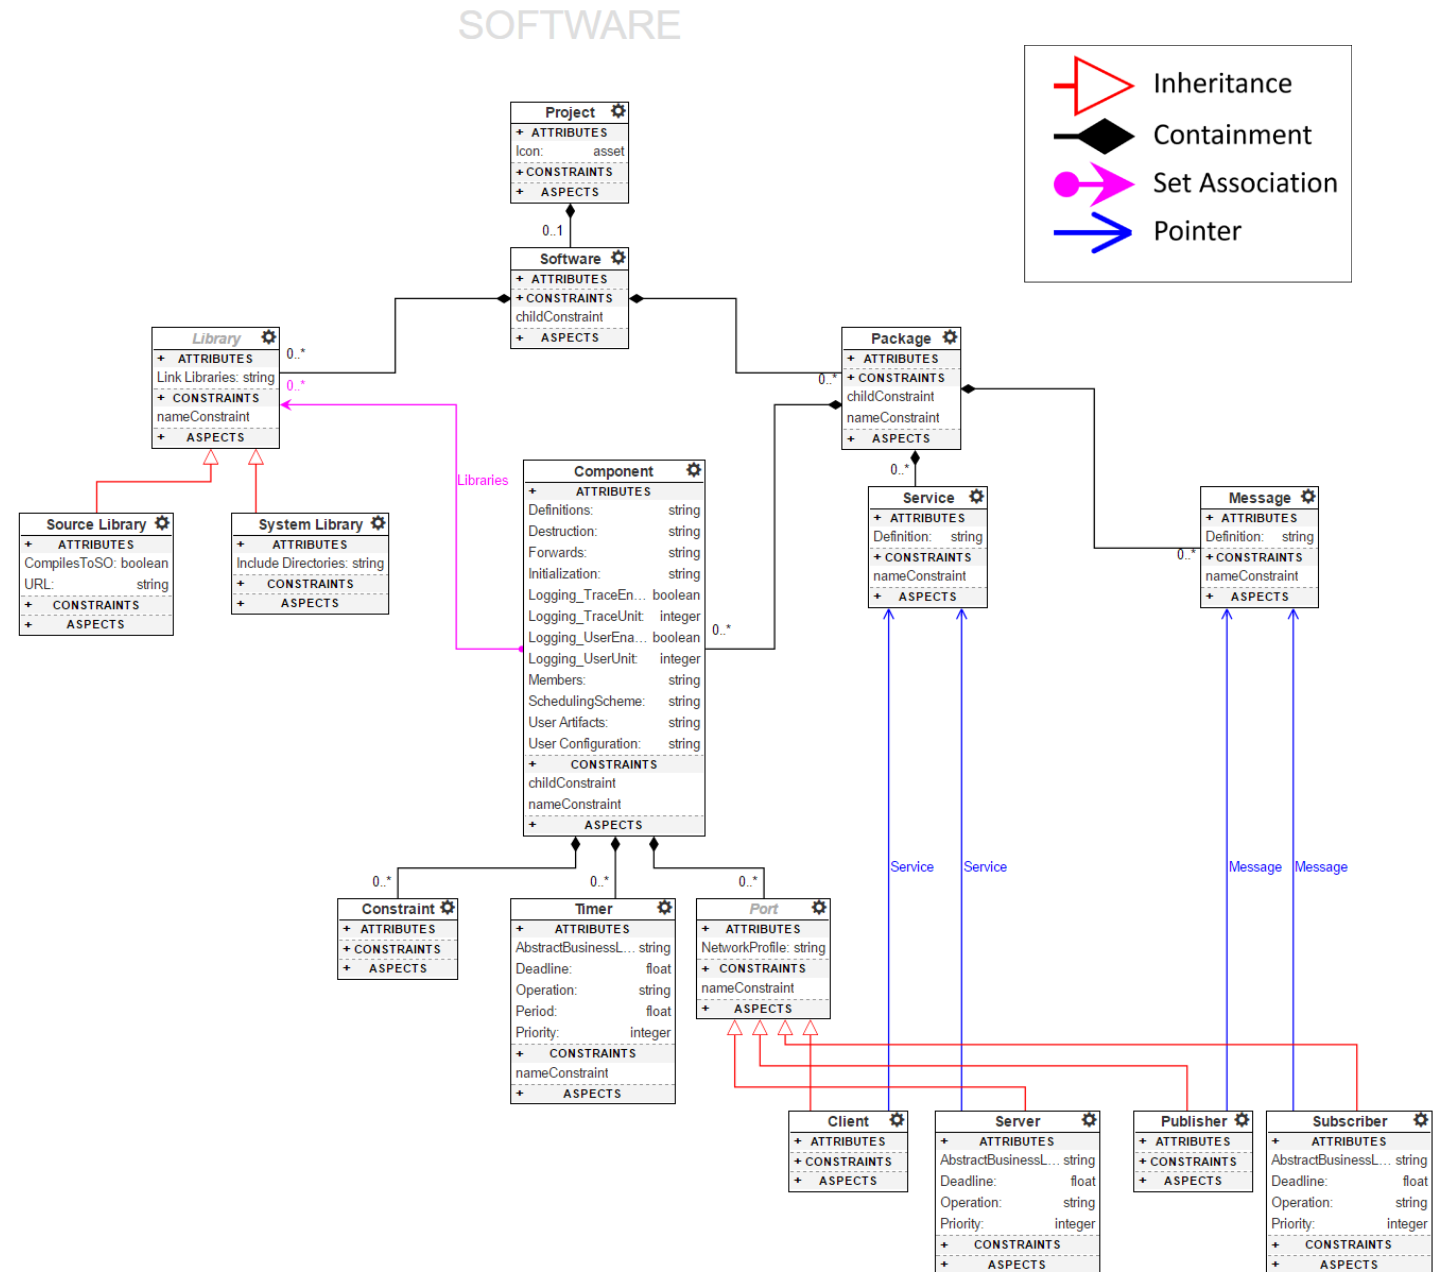 SOFTWARE
Inheritance
Containment
Set Association
Pointer
Project
+ ATTRIBUTES
Icon: asset
+ CONSTRAINTS
+ ASPECTS
0..1
Software
+ ATTRIBUTES
+ CONSTRAINTS
childConstraint
+ ASPECTS
Library
+ ATTRIBUTES
Link Libraries: string
+ CONSTRAINTS
nameConstraint
+ ASPECTS
0..*
0..*
Package
+ ATTRIBUTES
+ CONSTRAINTS
childConstraint
nameConstraint
+ ASPECTS
0..*
0..*
Libraries
Source Library
+ ATTRIBUTES
CompilesToSO: boolean
URL: string
+ CONSTRAINTS
+ ASPECTS
System Library
+ ATTRIBUTES
Include Directories: string
+ CONSTRAINTS
+ ASPECTS
Component
+ ATTRIBUTES
Definitions: string
Destruction: string
Forwards: string
Initialization: string
Logging_TraceEn... boolean
Logging_TraceUnit: integer
Logging_UserEna... boolean
Logging_UserUnit: integer
Members: string
SchedulingScheme: string
User Artifacts: string
User Configuration: string
+ CONSTRAINTS
childConstraint
nameConstraint
+ ASPECTS
0..*
Service
+ ATTRIBUTES
Definition: string
+ CONSTRAINTS
nameConstraint
+ ASPECTS
Message
+ ATTRIBUTES
Definition: string
+ CONSTRAINTS
nameConstraint
+ ASPECTS
0..*
Service
Service
Message
Message
0..*
0..*
0..*
Constraint
+ ATTRIBUTES
+ CONSTRAINTS
+ ASPECTS
Timer
+ ATTRIBUTES
AbstractBusinessL... string
Deadline: float
Operation: string
Period: float
Priority: integer
+ CONSTRAINTS
nameConstraint
+ ASPECTS
Port
+ ATTRIBUTES
NetworkProfile: string
+ CONSTRAINTS
nameConstraint
+ ASPECTS
Client
+ ATTRIBUTES
+ CONSTRAINTS
+ ASPECTS
Server
+ ATTRIBUTES
AbstractBusinessL... string
Deadline: float
Operation: string
Priority: integer
+ CONSTRAINTS
+ ASPECTS
Publisher
+ ATTRIBUTES
+ CONSTRAINTS
+ ASPECTS
Subscriber
+ ATTRIBUTES
AbstractBusinessL... string
Deadline: float
Operation: string
Priority: integer
+ CONSTRAINTS
+ ASPECTS